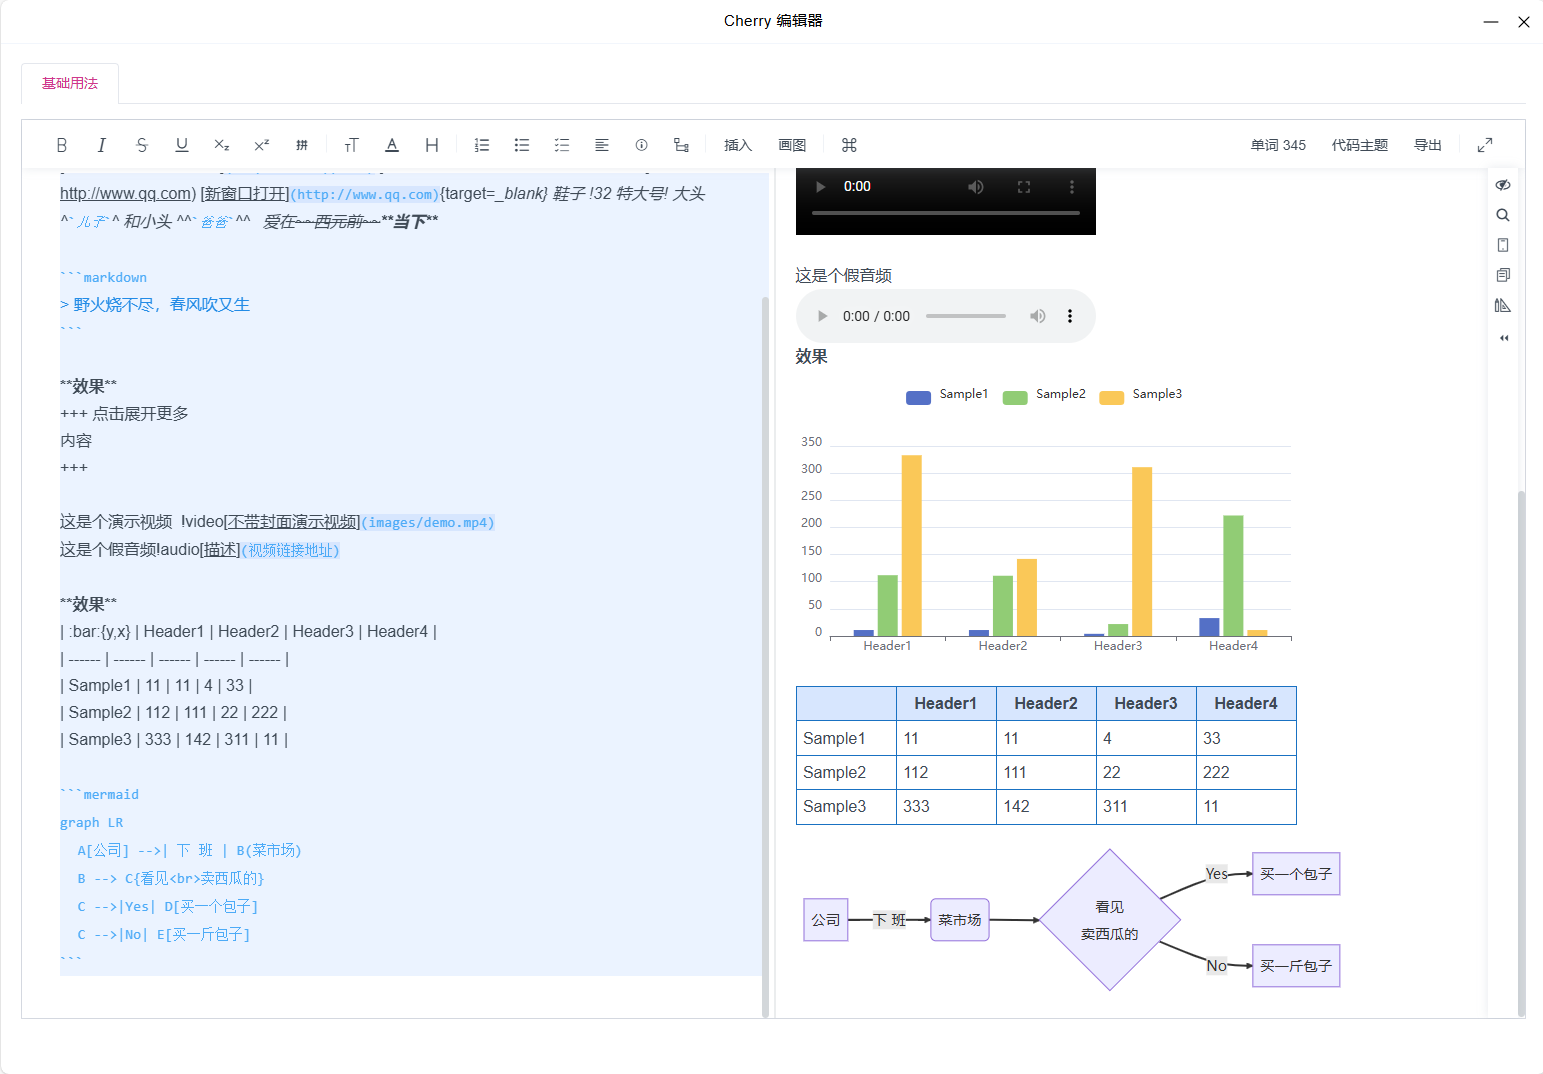 Cherry 编辑器
基础用法
插入 画图 单词 345 代码主题 导出
http://www.qq.com) [新窗口打开](http://www.qq.com){target=_blank} 鞋子 !32 特大号! 大头
^`儿子`^ 和小头 ^^`爸爸`^^ 爱在~~西元前~~**当下**
```markdown
> 野火烧不尽，春风吹又生
```
**效果**
+++ 点击展开更多
内容
+++
这是个演示视频 !video[不带封面演示视频](images/demo.mp4)
这是个假音频!audio[描述](视频链接地址)
**效果**
| :bar:{y,x} | Header1 | Header2 | Header3 | Header4 |
| ------ | ------ | ------ | ------ | ------ |
| Sample1 | 11 | 11 | 4 | 33 |
| Sample2 | 112 | 111 | 22 | 222 |
| Sample3 | 333 | 142 | 311 | 11 |
```mermaid
graph LR
A[公司] -->| 下 班 | B(菜市场)
B --> C{看见<br>卖西瓜的}
C -->|Yes| D[买一个包子]
C -->|No| E[买一斤包子]
```
0:00
这是个假音频
0:00 / 0:00
效果
Sample1 Sample2 Sample3
350
300
250
200
150
100
50
0
Header1 Header2 Header3 Header4
Header1 Header2 Header3 Header4
Sample1 11 11 4 33
Sample2 112 111 22 222
Sample3 333 142 311 11
公司
下 班
菜市场
看见
卖西瓜的
Yes
买一个包子
No
买一斤包子